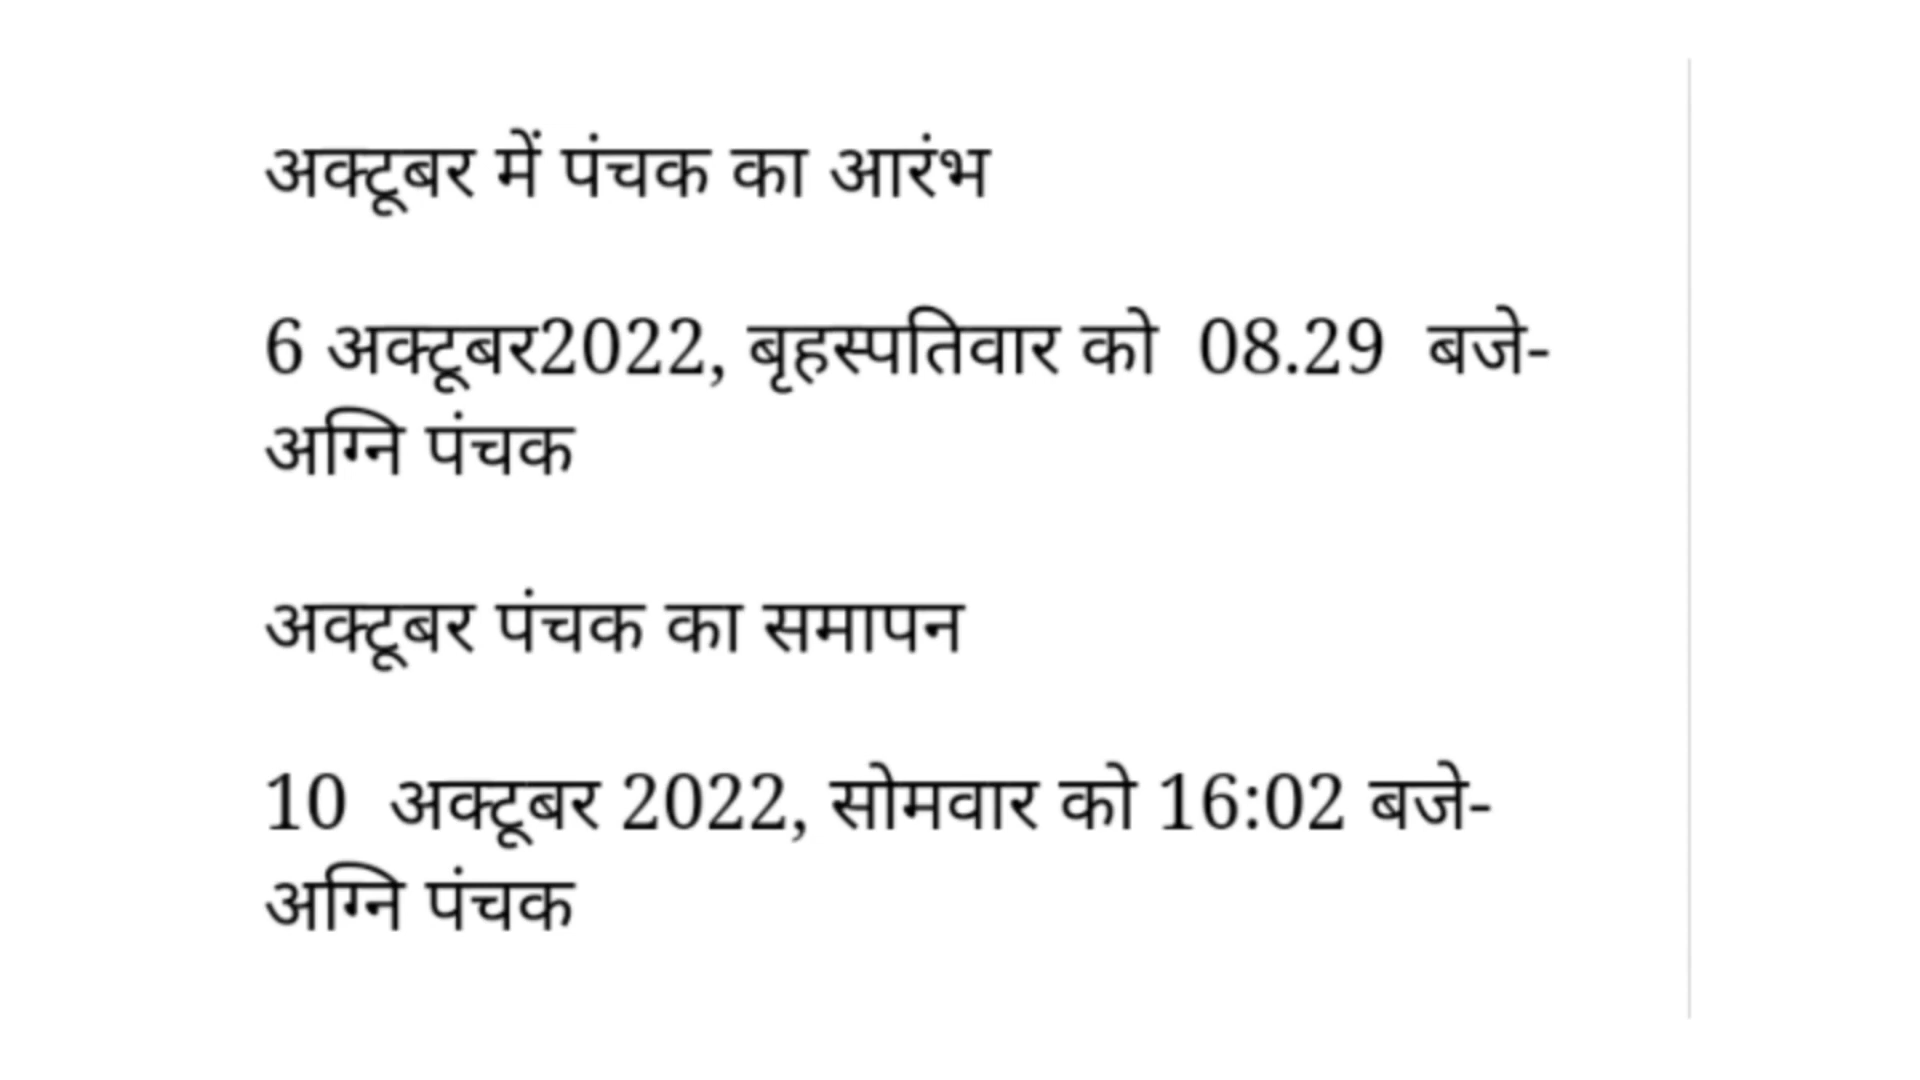 अक्टूबर में पंचक का आरंभ
6 अक्टूबर2022, बृहस्पतिवार को 08.29 बजे-
अग्नि पंचक
अक्टूबर पंचक का समापन
10 अक्टूबर 2022, सोमवार को 16:02 बजे-
अग्नि पंचक